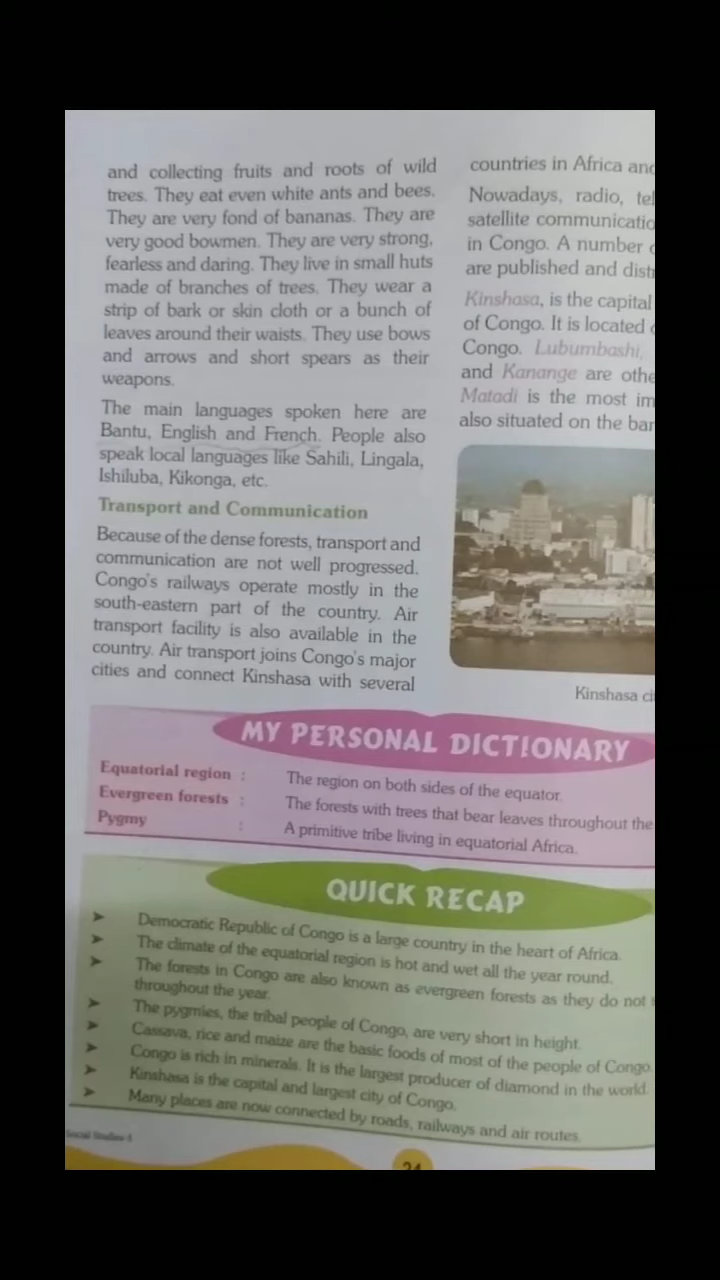 and collecting fruits and roots of wild
trees. They eat even white ants and bees.
They are very fond of bananas. They are
very good bowmen. They are very strong,
fearless and daring. They live in small huts
made of branches of trees. They wear a
strip of bark or skin cloth or a bunch of
leaves around their waists. They use bows
and arrows and short spears as their
weapons.
The main languages spoken here are
Bantu, English and French. People also
speak local languages like Sahili, Lingala,
Ishiluba, Kikonga, etc.
Transport and Communication
Because of the dense forests, transport and
communication are not well progressed.
Congo's railways operate mostly in the
south-eastern part of the country. Air
transport facility is also available in the
country. Air transport joins Congo's major
cities and connect Kinshasa with several
countries in Africa and
Nowadays, radio, tel
satellite communicatio
in Congo. A number
are published and dist
Kinshasa, is the capital
of Congo. It is located
Congo. Lubumbashi,
and Kanange are othe
Matadi is the most im
also situated on the ban
Kinshasa ci
MY PERSONAL DICTIONARY
Equatorial region : The region on both sides of the equator.
Evergreen forests : The forests with trees that bear leaves throughout the
Pygmy : A primitive tribe living in equatorial Africa.
QUICK RECAP
➤ Democratic Republic of Congo is a large country in the heart of Africa.
➤ The climate of the equatorial region is hot and wet all the year round.
➤ The forests in Congo are also known as evergreen forests as they do not
throughout the year.
➤ The pygmies, the tribal people of Congo, are very short in height.
➤ Cassava, rice and maize are the basic foods of most of the people of Congo.
➤ Congo is rich in minerals. It is the largest producer of diamond in the world.
➤ Kinshasa is the capital and largest city of Congo.
➤ Many places are now connected by roads, railways and air routes.
Social Studies-5